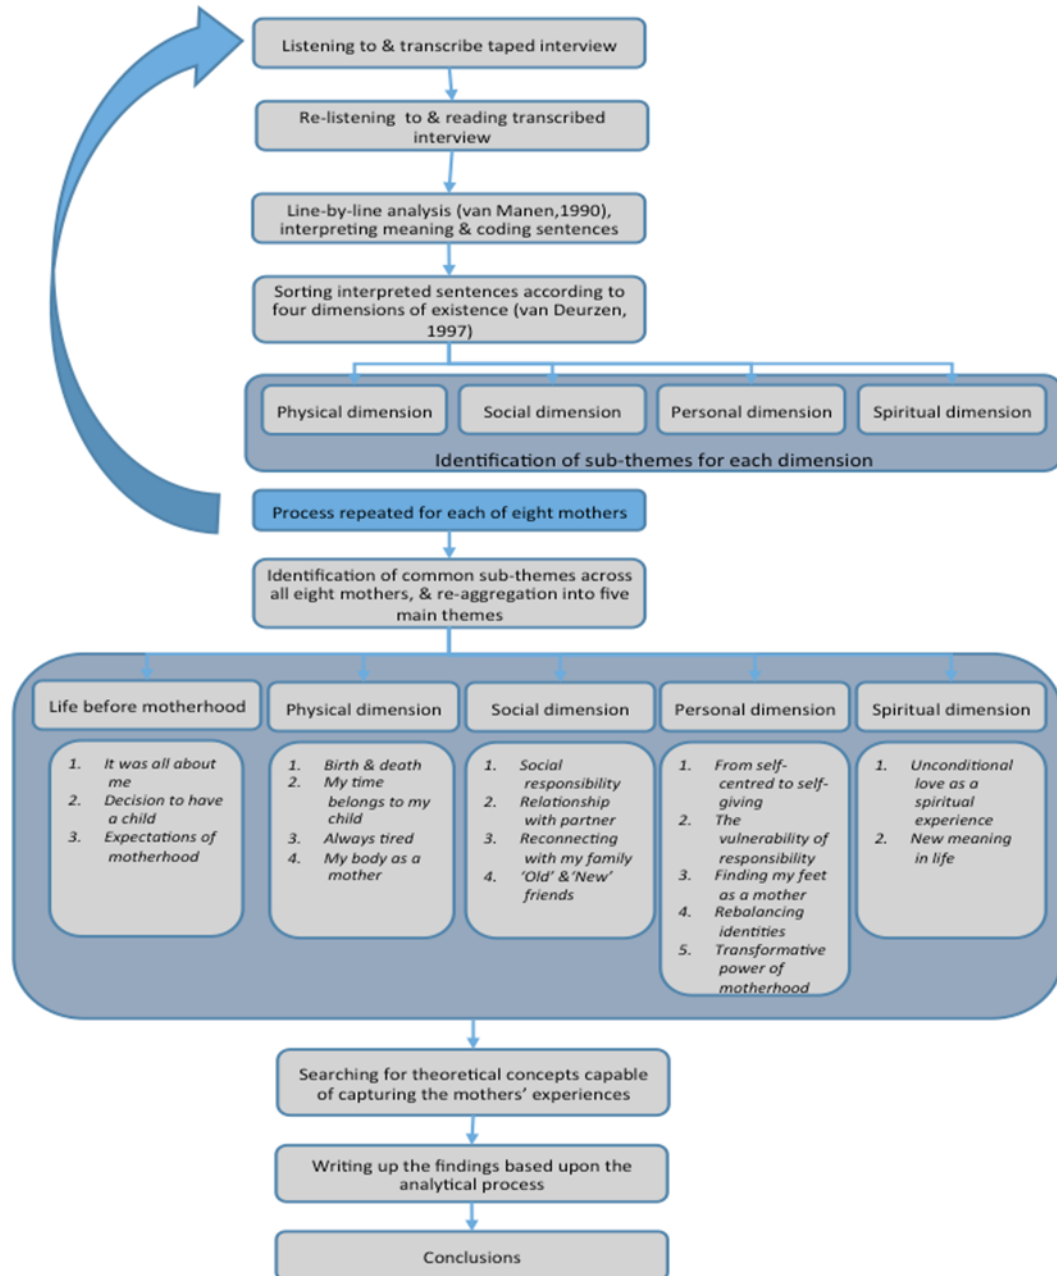 Listening to & transcribe taped interview
Re-listening to & reading transcribed
interview
Line-by-line analysis (van Manen,1990),
interpreting meaning & coding sentences
Sorting interpreted sentences according to
four dimensions of existence (van Deurzen,
1997)
Physical dimension
Social dimension
Personal dimension
Spiritual dimension
Identification of sub-themes for each dimension
Process repeated for each of eight mothers
Identification of common sub-themes across
all eight mothers, & re-aggregation into five
main themes
Life before motherhood
1. It was all about
me
2. Decision to have
a child
3. Expectations of
motherhood
Physical dimension
1. Birth & death
2. My time
belongs to my
child
3. Always tired
4. My body as a
mother
Social dimension
1. Social
responsibility
2. Relationship
with partner
3. Reconnecting
with my family
4. ‘Old’ &‘New’
friends
Personal dimension
1. From self-
centred to self-
giving
2. The
vulnerability of
responsibility
3. Finding my feet
as a mother
4. Rebalancing
identities
5. Transformative
power of
motherhood
Spiritual dimension
1. Unconditional
love as a
spiritual
experience
2. New meaning
in life
Searching for theoretical concepts capable
of capturing the mothers’ experiences
Writing up the findings based upon the
analytical process
Conclusions